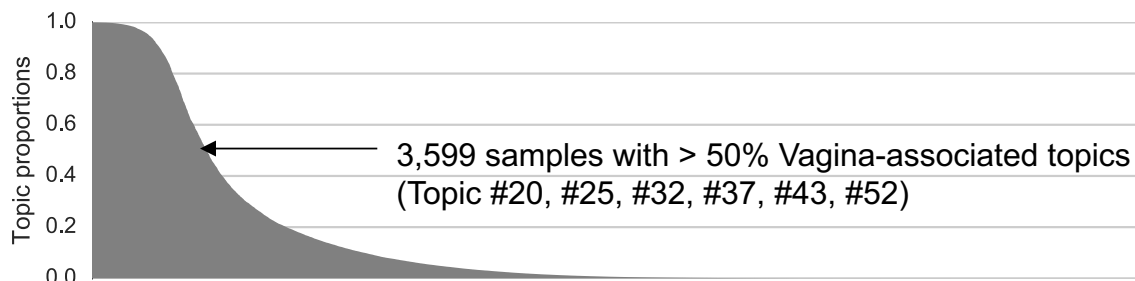 1.0
0.8
0.6
0.4
0.2
0.0
Topic proportions
3,599 samples with > 50% Vagina-associated topics
(Topic #20, #25, #32, #37, #43, #52)